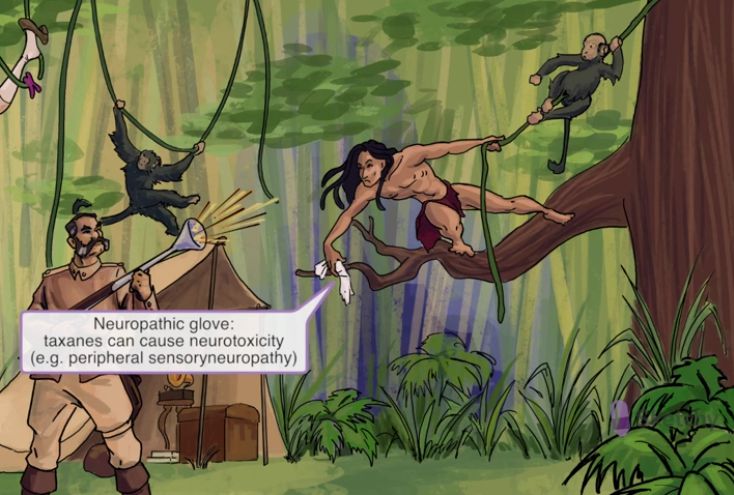 Neuropathic glove:
taxanes can cause neurotoxicity
(e.g. peripheral sensoryneuropathy)